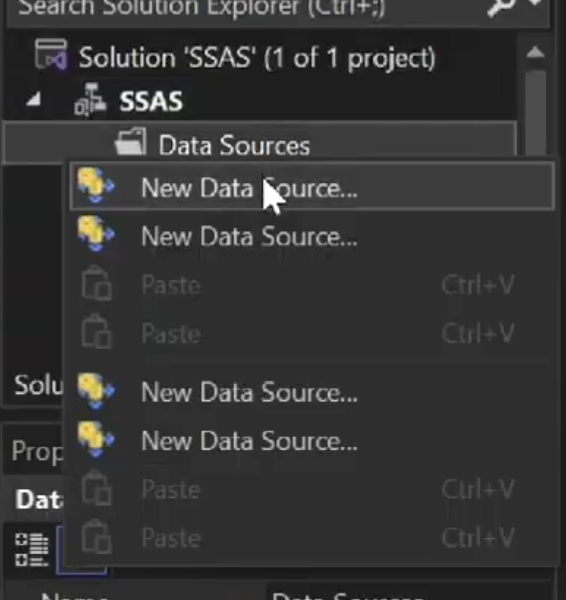 Search Solution Explorer (Ctrl+;)
Solution 'SSAS' (1 of 1 project)
SSAS
Data Sources
New Data Source...
New Data Source...
Paste Ctrl+V
Paste Ctrl+V
Solu
New Data Source...
New Data Source...
Prop
Paste Ctrl+V
Data
Paste Ctrl+V
Name Data Sources